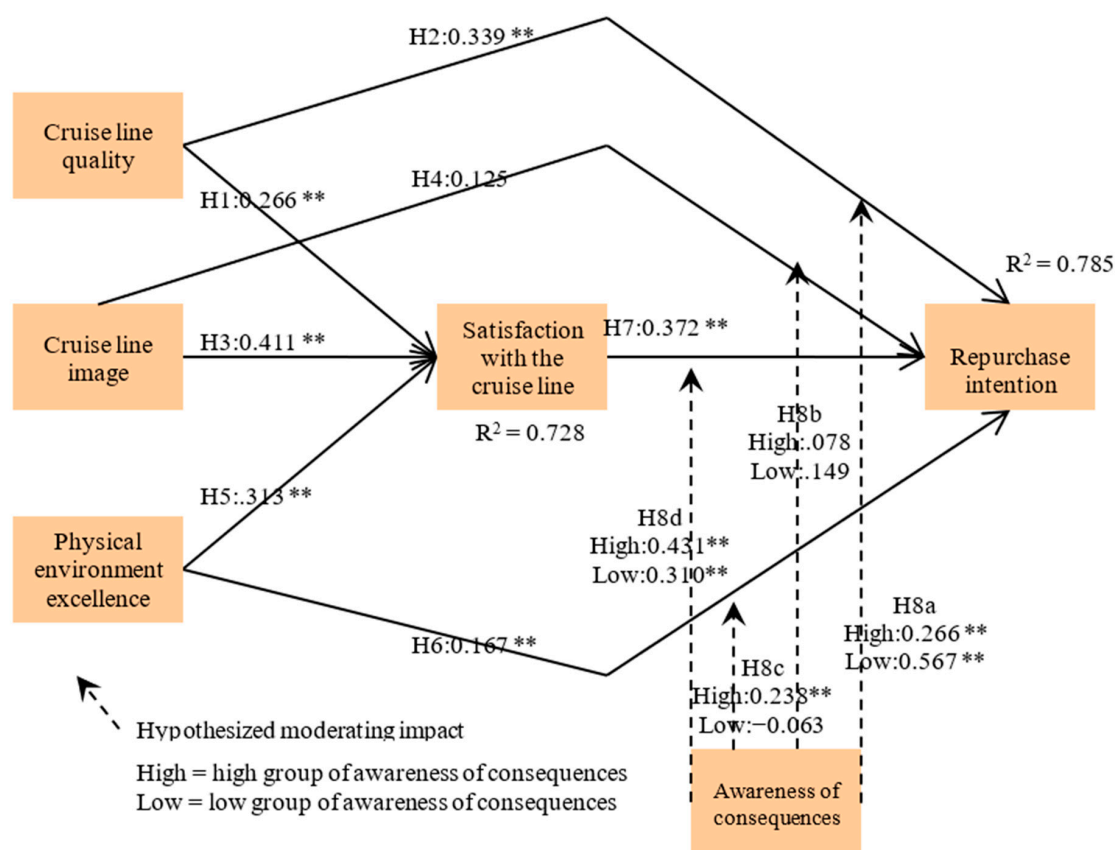 H2:0.339 **
Cruise line
quality
H4:0.125
H1:0.266 **
R² = 0.785
Cruise line
image
H3:0.411 **
Satisfaction
with the
cruise line
H7:0.372 **
Repurchase
intention
R² = 0.728
H8b
High:.078
Low:.149
H5:.313 **
Physical
environment
excellence
H8d
High:0.431**
Low:0.310**
H8a
High:0.266 **
Low:0.567 **
H6:0.167 **
H8c
High:0.238**
Low:−0.063
Hypothesized moderating impact
High = high group of awareness of consequences
Low = low group of awareness of consequences
Awareness of
consequences